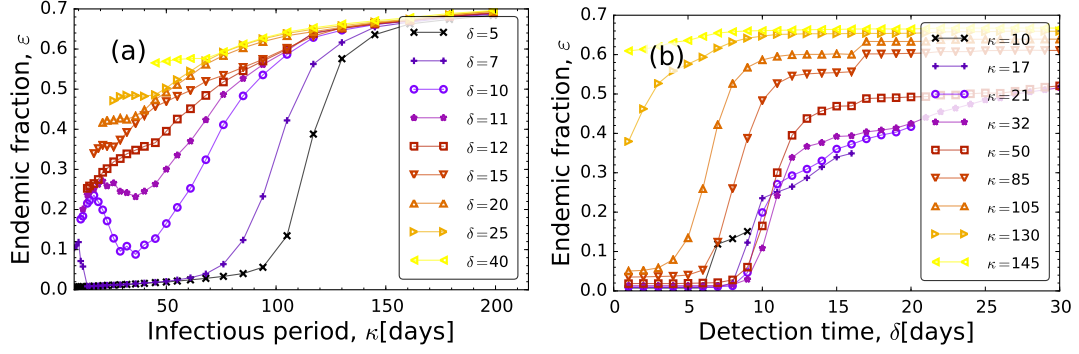 (a)
Endemic fraction, ε
0.7
0.6
0.5
0.4
0.3
0.2
0.1
0.0
50
100
150
200
Infectious period, κ[days]
δ=5
δ=7
δ=10
δ=11
δ=12
δ=15
δ=20
δ=25
δ=40
(b)
Endemic fraction, ε
0.7
0.6
0.5
0.4
0.3
0.2
0.1
0.0
0
5
10
15
20
25
30
Detection time, δ[days]
κ=10
κ=17
κ=21
κ=32
κ=50
κ=85
κ=105
κ=130
κ=145